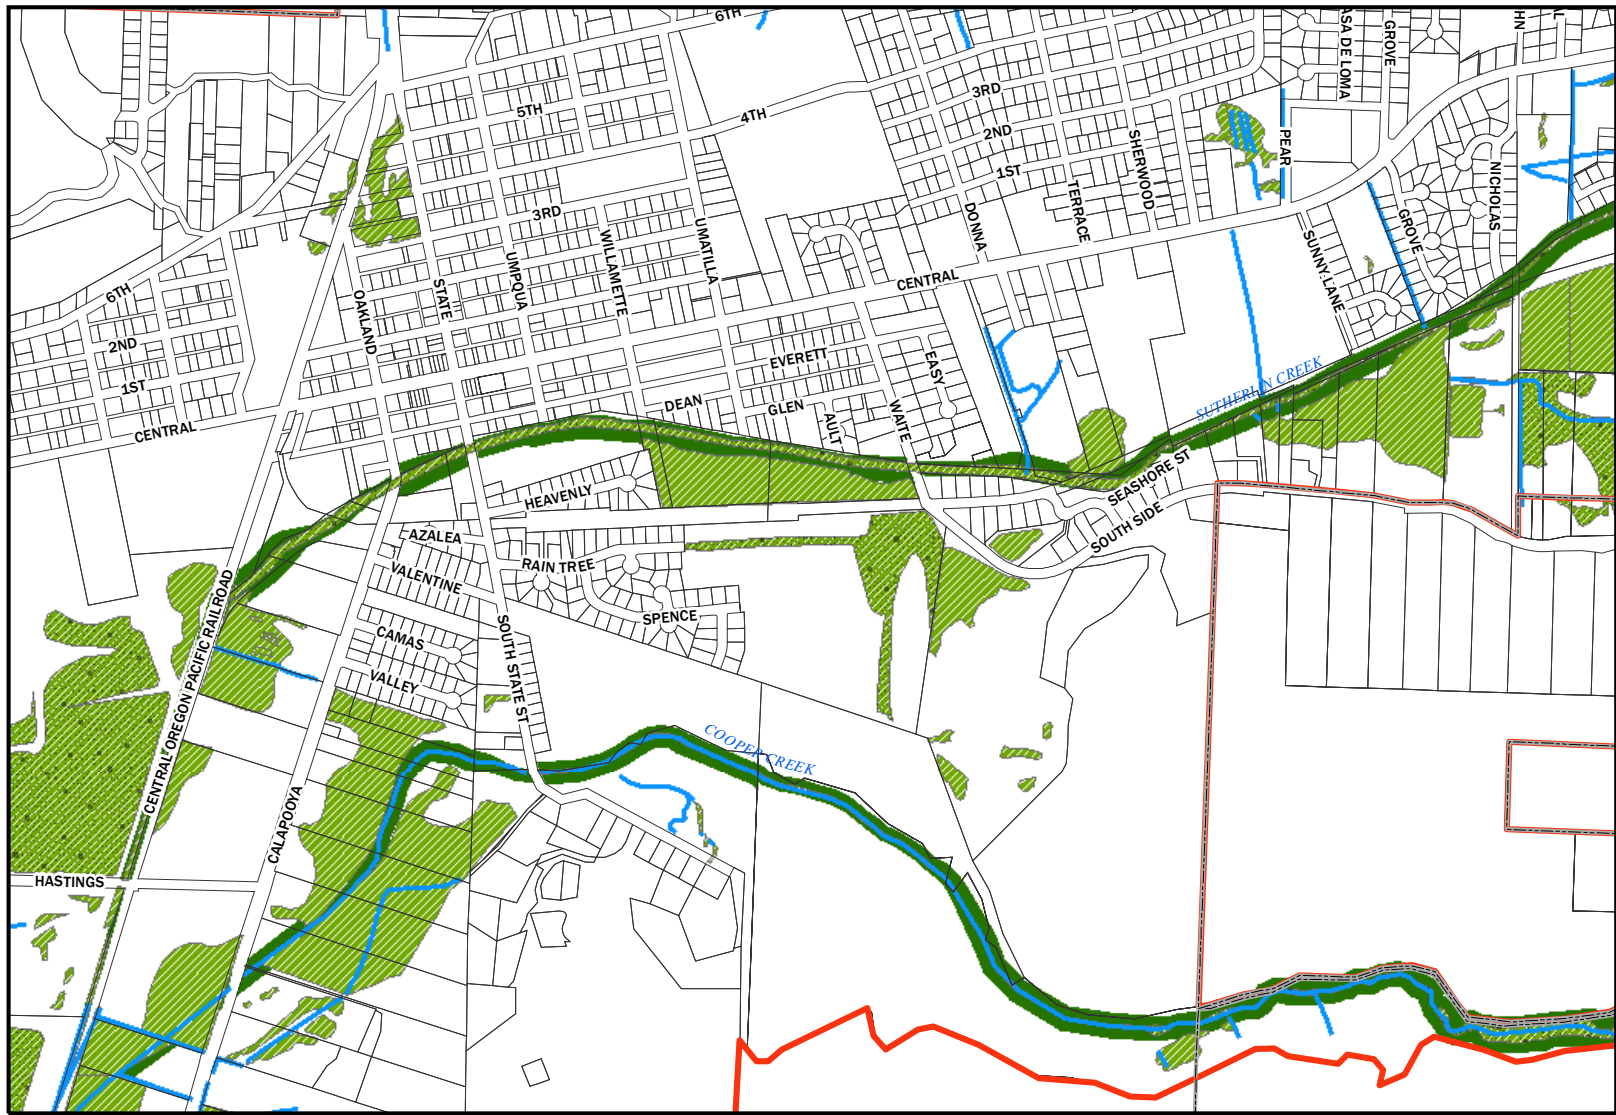 6TH
5TH
4TH
3RD
2ND
1ST
3RD
SHERWOOD
TERRACE
DONNA
PEAR
ASA DE LOMA
GROVE
HN
NICHOLAS
GROVE
SUNNY LANE
UMATILLA
WILLAMETTE
UMPQUA
STATE
OAKLAND
6TH
2ND
1ST
CENTRAL
CENTRAL
EVERETT
EASY
DEAN
GLEN
AULT
WAITE
SUTHERLIN CREEK
SEASHORE ST
SOUTH SIDE
HEAVENLY
AZALEA
RAIN TREE
VALENTINE
SPENCE
CAMAS
VALLEY
SOUTH STATE ST
CENTRAL OREGON PACIFIC RAILROAD
COOPER CREEK
CALAPOOYA
HASTINGS